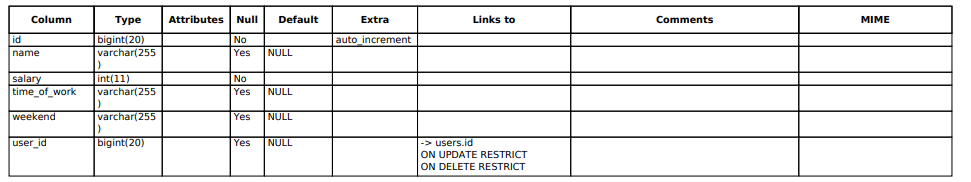 Column Type Attributes Null Default Extra Links to Comments MIME
id bigint(20) No auto_increment
name varchar(255 Yes NULL
)
salary int(11) No
time_of_work varchar(255 Yes NULL
)
weekend varchar(255 Yes NULL
)
user_id bigint(20) Yes NULL -> users.id
ON UPDATE RESTRICT
ON DELETE RESTRICT